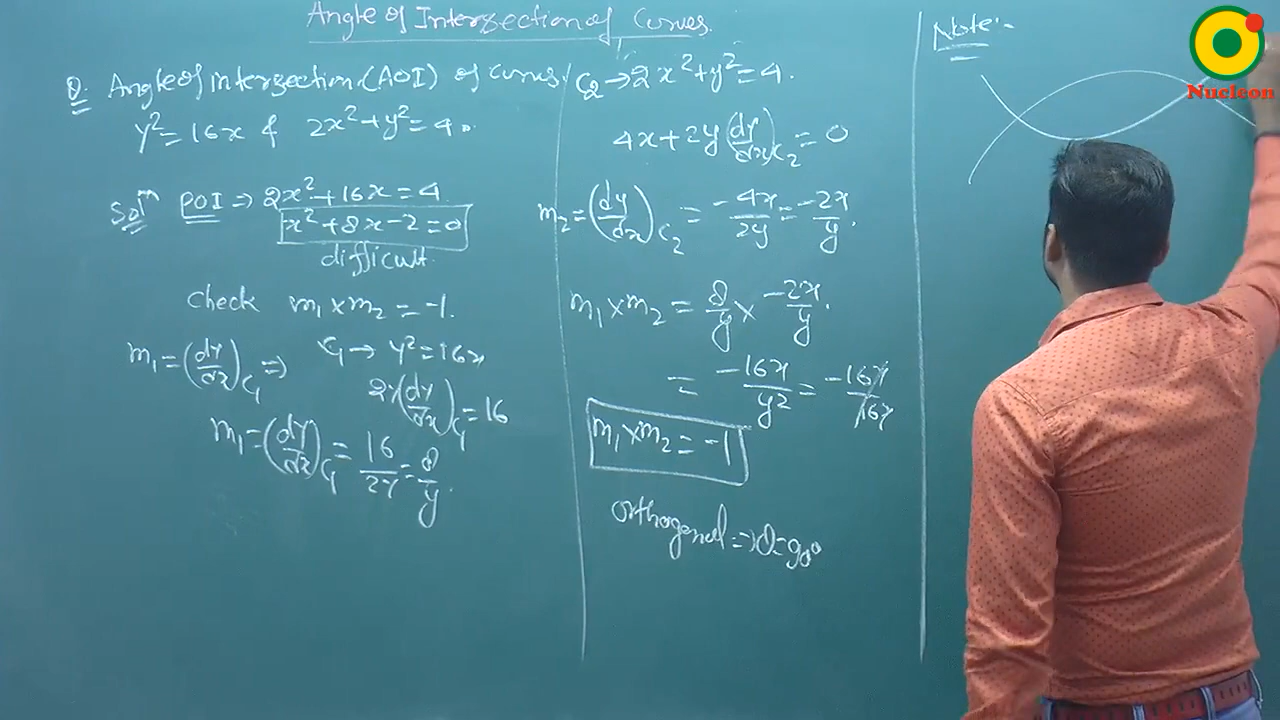 Angle of Intersection of Curves.
Q. Angle of intersection (AOI) of curves
y² = 16x & 2x² + y² = 4.
Solⁿ POI ⇒ 2x² + 16x = 4
x² + 8x - 2 = 0
difficult.
check m₁ × m₂ = -1.
m₁ = (dy/dx)C₁ ⇒ C₁ → y² = 16x
2y(dy/dx)C₁ = 16
m₁ = (dy/dx)C₁ = 16/2y = 8/y.
C₂ → 2x² + y² = 4.
4x + 2y(dy/dx)C₂ = 0
m₂ = (dy/dx)C₂ = -4x/2y = -2x/y.
m₁ × m₂ = 8/y × -2x/y.
= -16x/y² = -16x/16x
m₁ × m₂ = -1
orthogonal ⇒ θ = 90°
Note:-
Nucleon